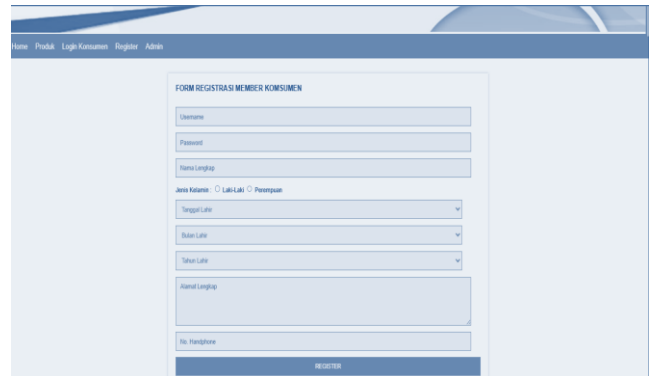 Home Produk Login Konsumen Register Admin
FORM REGISTRASI MEMBER KOMSUMEN
Username
Password
Nama Lengkap
Jenis Kelamin : Laki-Laki Perempuan
Tanggal Lahir
Bulan Lahir
Tahun Lahir
Alamat Lengkap
No. Handphone
REGISTER